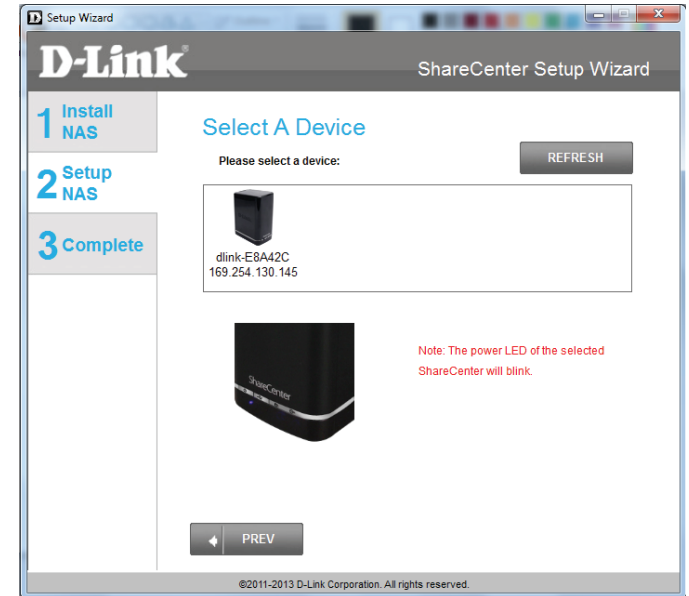 Setup Wizard
D-Link
ShareCenter Setup Wizard
1 Install
NAS
2 Setup
NAS
3 Complete
Select A Device
Please select a device:
REFRESH
dlink-E8A42C
169.254.130.145
ShareCenter
Note: The power LED of the selected
ShareCenter will blink.
PREV
©2011-2013 D-Link Corporation. All rights reserved.